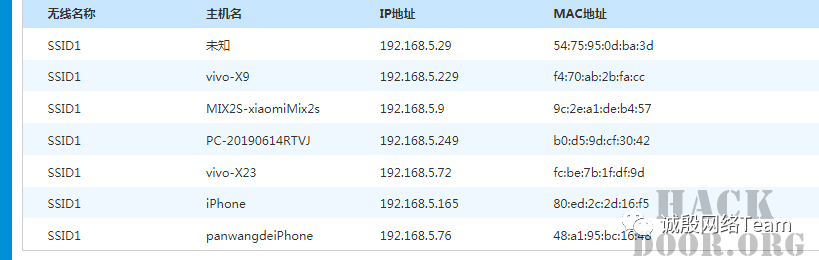 无线名称 主机名 IP地址 MAC地址
SSID1 未知 192.168.5.29 54:75:95:0d:ba:3d
SSID1 vivo-X9 192.168.5.229 f4:70:ab:2b:fa:cc
SSID1 MIX2S-xiaomiMix2s 192.168.5.9 9c:2e:a1:de:b4:57
SSID1 PC-20190614RTVJ 192.168.5.249 b0:d5:9d:cf:30:42
SSID1 vivo-X23 192.168.5.72 fc:be:7b:1f:df:9d
SSID1 iPhone 192.168.5.165 80:ed:2c:2d:16:f5
SSID1 panwangdeiPhone 192.168.5.76 48:a1:95:bc:16:48
HACK
诚殷网络Team
DOOR.ORG